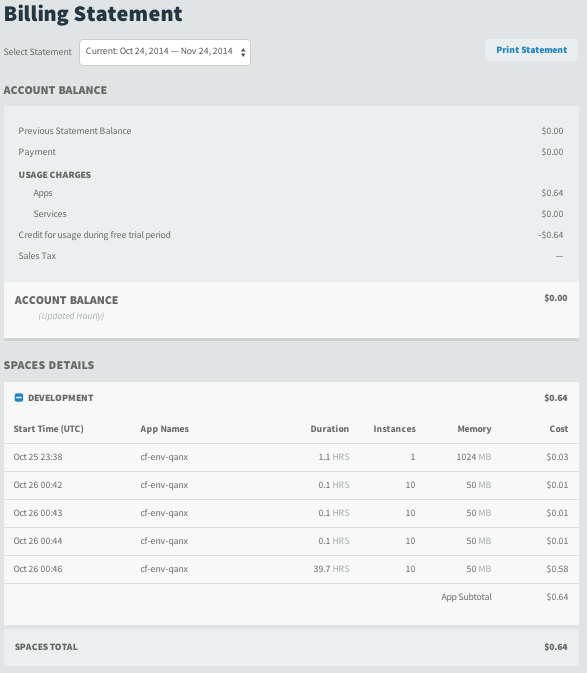 Billing Statement
Select Statement Current: Oct 24, 2014 — Nov 24, 2014 Print Statement
ACCOUNT BALANCE
Previous Statement Balance $0.00
Payment $0.00
USAGE CHARGES
Apps $0.64
Services $0.00
Credit for usage during free trial period -$0.64
Sales Tax —
ACCOUNT BALANCE $0.00
(Updated Hourly)
SPACES DETAILS
DEVELOPMENT $0.64
Start Time (UTC) App Names Duration Instances Memory Cost
Oct 25 23:38 cf-env-qanx 1.1 HRS 1 1024 MB $0.03
Oct 26 00:42 cf-env-qanx 0.1 HRS 10 50 MB $0.01
Oct 26 00:43 cf-env-qanx 0.1 HRS 10 50 MB $0.01
Oct 26 00:44 cf-env-qanx 0.1 HRS 10 50 MB $0.01
Oct 26 00:46 cf-env-qanx 39.7 HRS 10 50 MB $0.58
App Subtotal $0.64
SPACES TOTAL $0.64